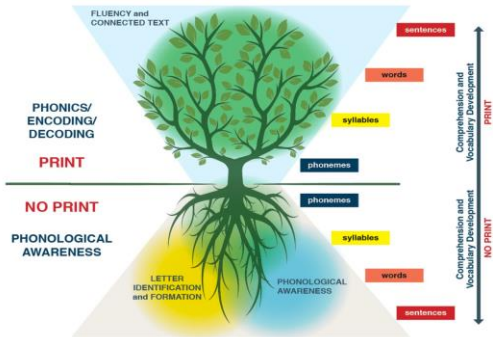 FLUENCY and
CONNECTED TEXT
sentences
words
PHONICS/
ENCODING/
DECODING
syllables
PRINT
phonemes
Comprehension and
Vocabulary Development
PRINT
NO PRINT
phonemes
PHONOLOGICAL
AWARENESS
syllables
LETTER
IDENTIFICATION
and FORMATION
PHONOLOGICAL
AWARENESS
words
sentences
Comprehension and
Vocabulary Development
NO PRINT